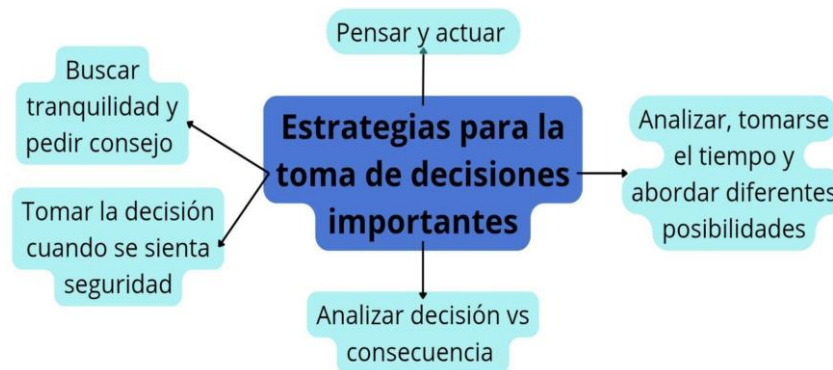 Pensar y actuar
Buscar
tranquilidad y
pedir consejo
Estrategias para la
toma de decisiones
importantes
Analizar, tomarse
el tiempo y
abordar diferentes
posibilidades
Tomar la decisión
cuando se sienta
seguridad
Analizar decisión vs
consecuencia